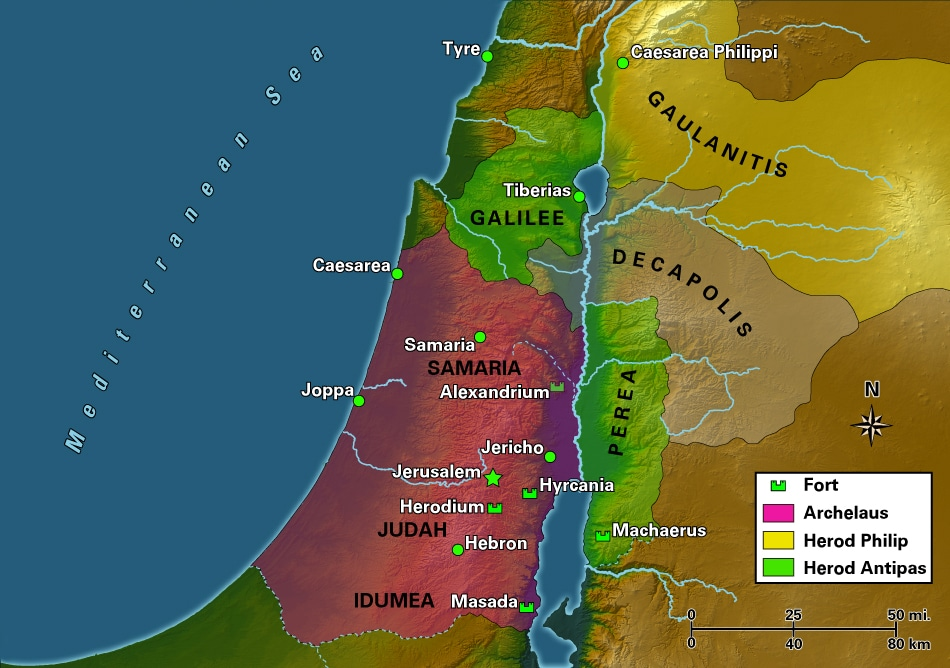 Mediterranean Sea
Tyre
Caesarea Philippi
GAULANITIS
Tiberias
GALILEE
DECAPOLIS
Caesarea
Samaria
SAMARIA
Alexandrium
Joppa
PEREA
N
Jericho
Jerusalem
Hyrcania
Herodium
JUDAH
Machaerus
Hebron
IDUMEA
Masada
Fort
Archelaus
Herod Philip
Herod Antipas
0 25 50 mi.
0 40 80 km